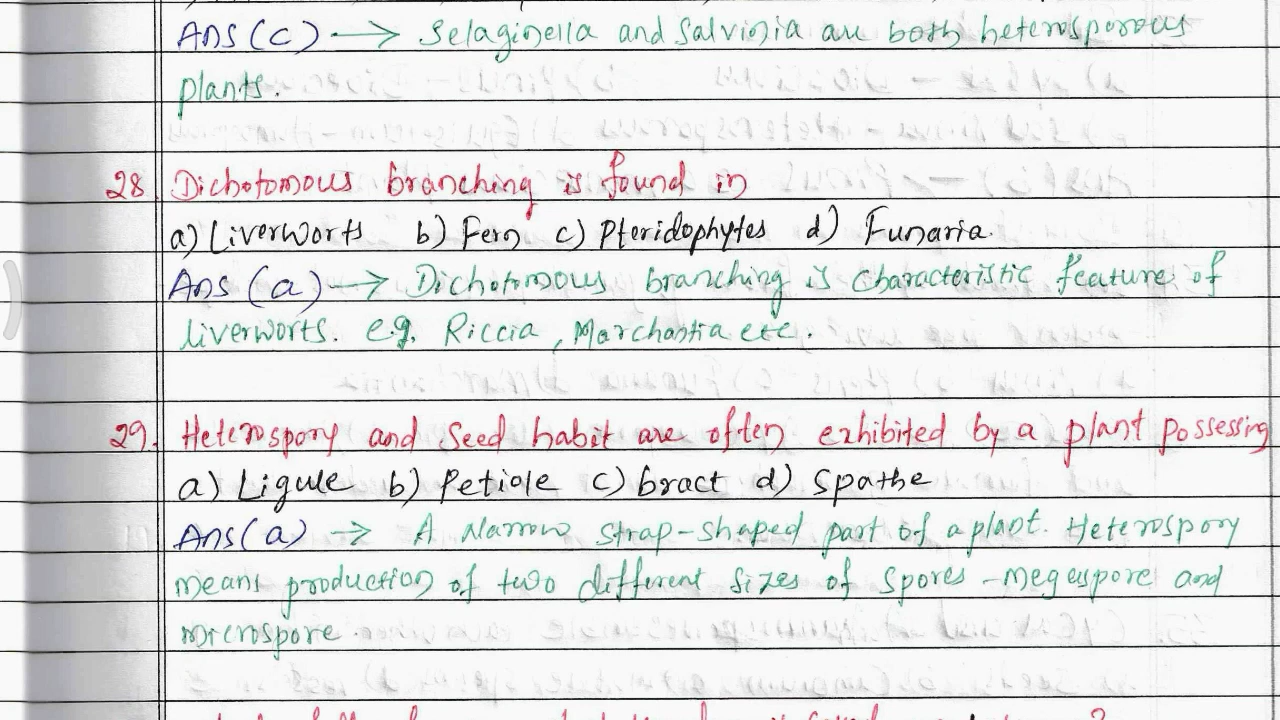 Ans (c) → Selaginella and Salvinia are both heterosporous
plants.
28. Dichotomous branching is found in
a) Liverworts b) Fern c) Pteridophytes d) Funaria.
Ans (a) → Dichotomous branching is characteristic feature of
liverworts. e.g. Riccia, Marchantia etc.
29. Heterospory and seed habit are often exhibited by a plant possessing
a) Ligule b) Petiole c) bract d) Spathe
Ans (a) → A Narrow strap-shaped part of a plant. Heterospory
means production of two different sizes of spores - megaspore and
microspore.